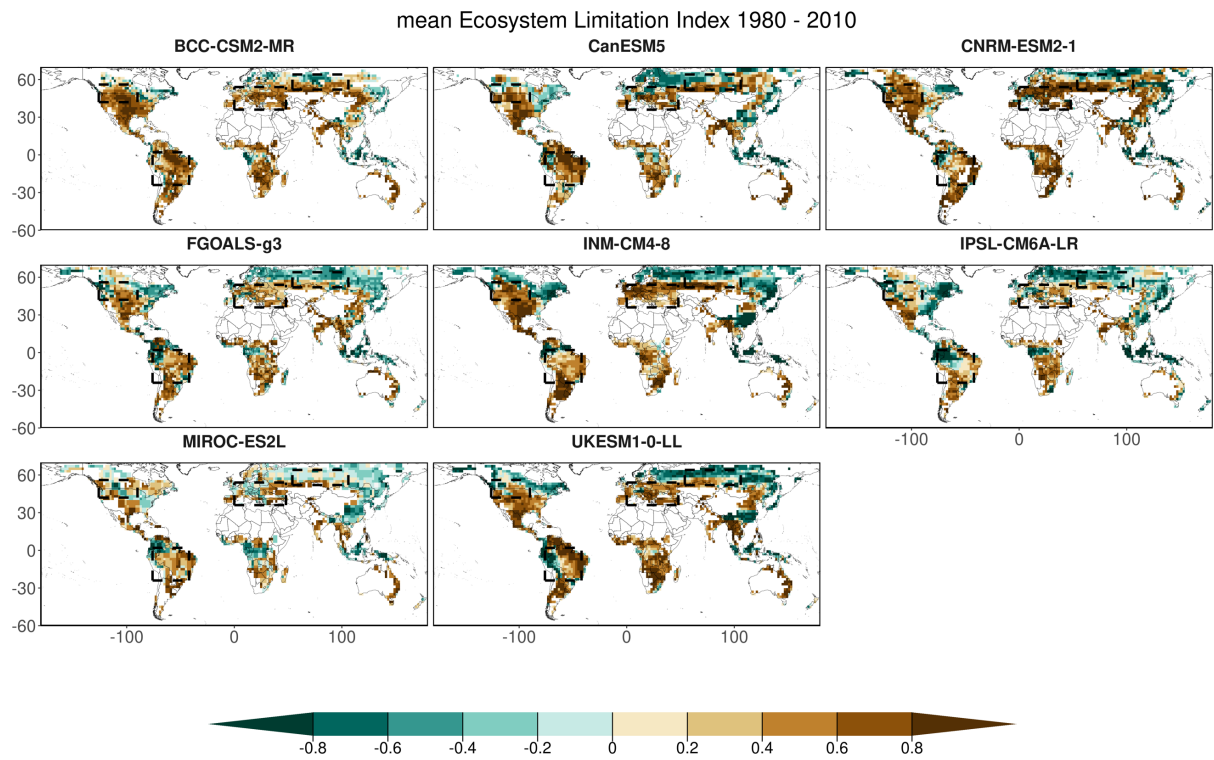 mean Ecosystem Limitation Index 1980 - 2010
BCC-CSM2-MR CanESM5 CNRM-ESM2-1
60
30
0
-30
-60
FGOALS-g3 INM-CM4-8 IPSL-CM6A-LR
60
30
0
-30
-60
-100 0 100
MIROC-ES2L UKESM1-0-LL
60
30
0
-30
-60
-100 0 100 -100 0 100
-0.8 -0.6 -0.4 -0.2 0 0.2 0.4 0.6 0.8